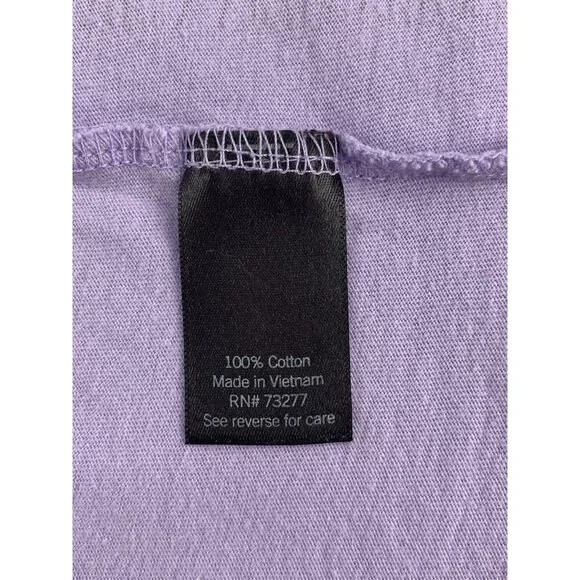 100% Cotton
Made in Vietnam
RN# 73277
See reverse for care